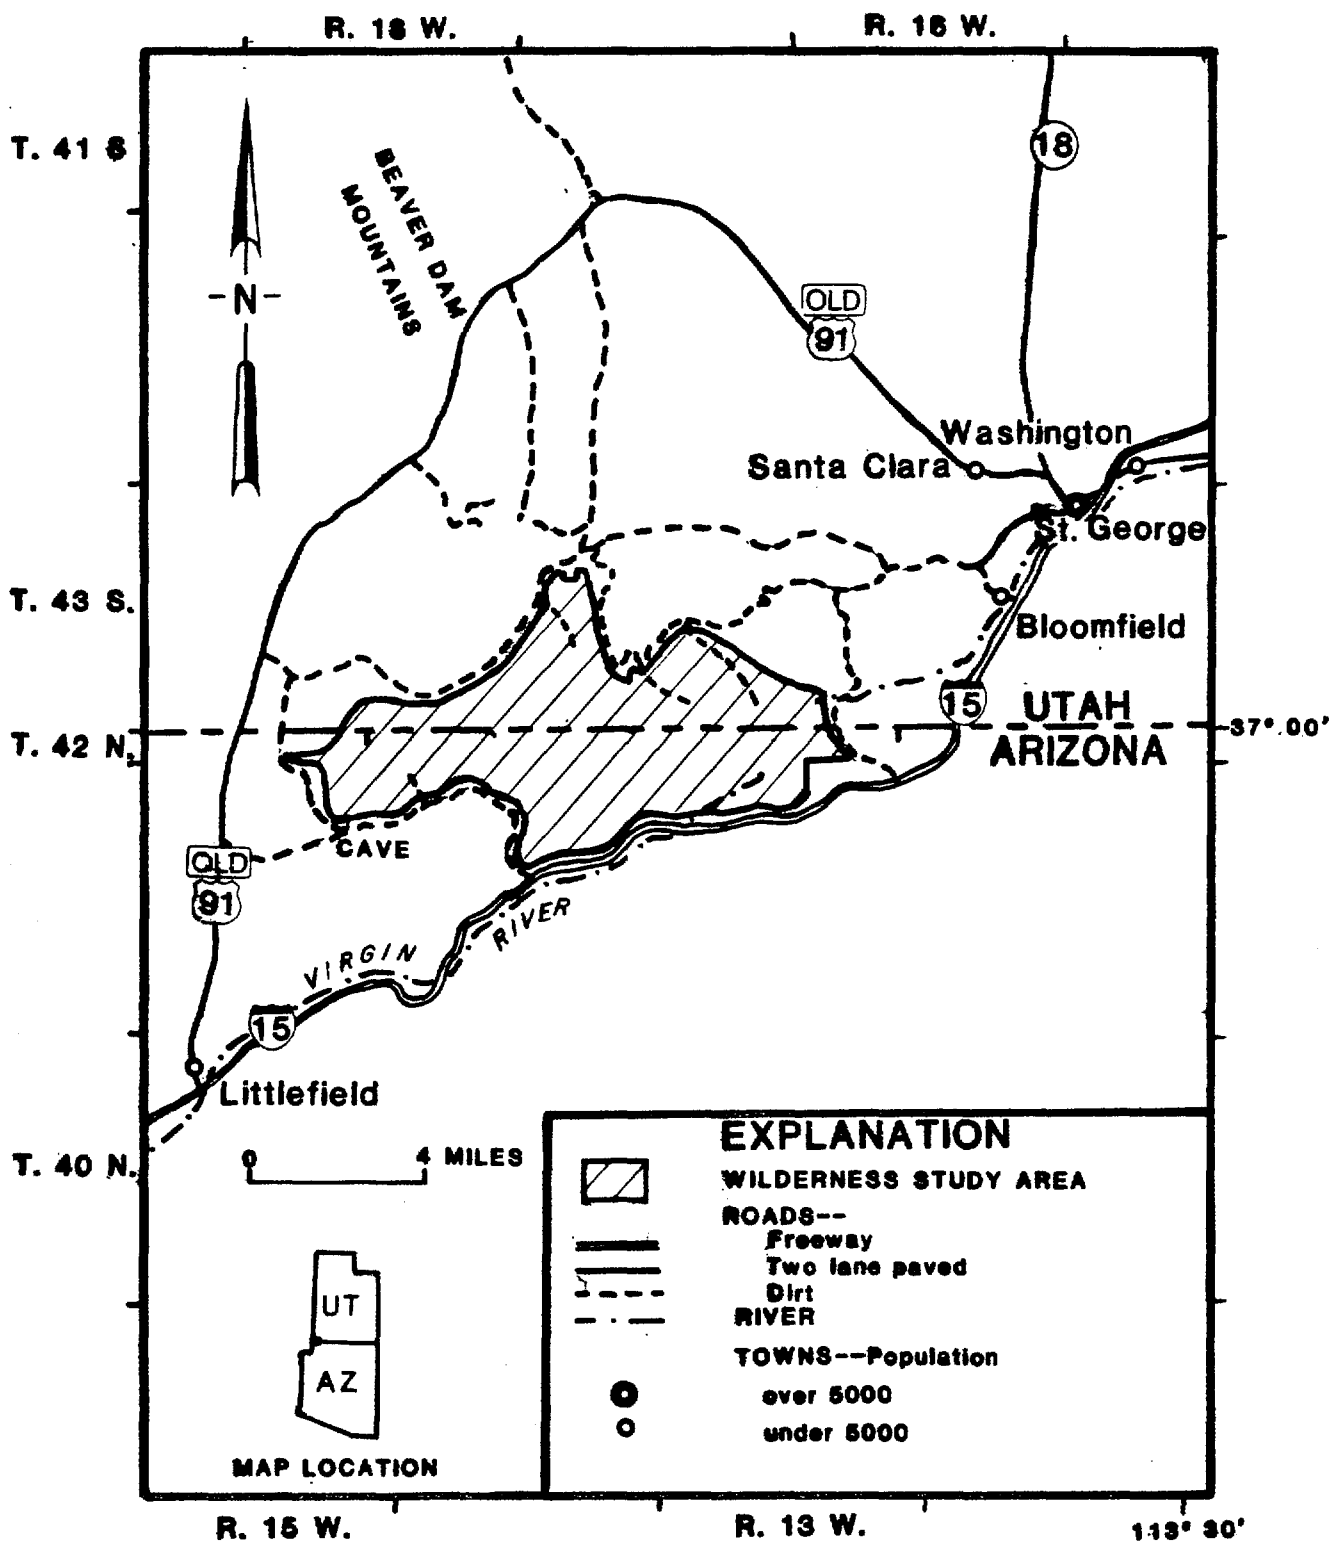 R. 18 W.
R. 16 W.
T. 41 S
18
BEAVER DAM
MOUNTAINS
-N-
OLD
91
Washington
Santa Clara
St. George
T. 43 S.
Bloomfield
15
UTAH
37° 00'
T. 42 N.
ARIZONA
CAVE
OLD
91
RIVER
VIRGIN
15
Littlefield
EXPLANATION
T. 40 N.
0
4 MILES
WILDERNESS STUDY AREA
ROADS--
Freeway
Two lane paved
Dirt
RIVER
UT
TOWNS--Population
AZ
over 5000
under 5000
MAP LOCATION
R. 15 W.
R. 13 W.
113° 30'